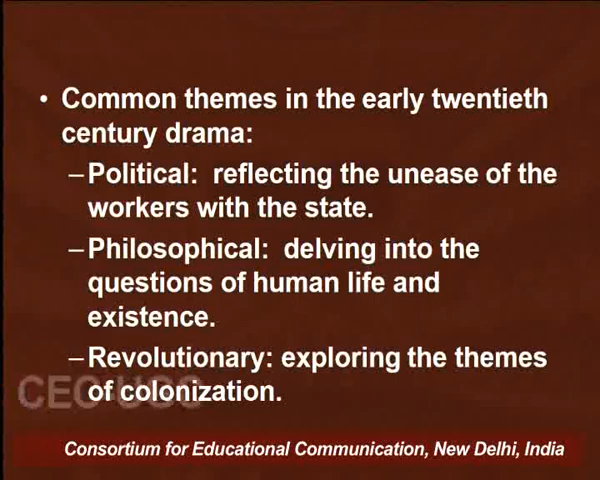 • Common themes in the early twentieth
century drama:
–Political: reflecting the unease of the
workers with the state.
–Philosophical: delving into the
questions of human life and
existence.
–Revolutionary: exploring the themes
of colonization.
CEC-UGC
Consortium for Educational Communication, New Delhi, India